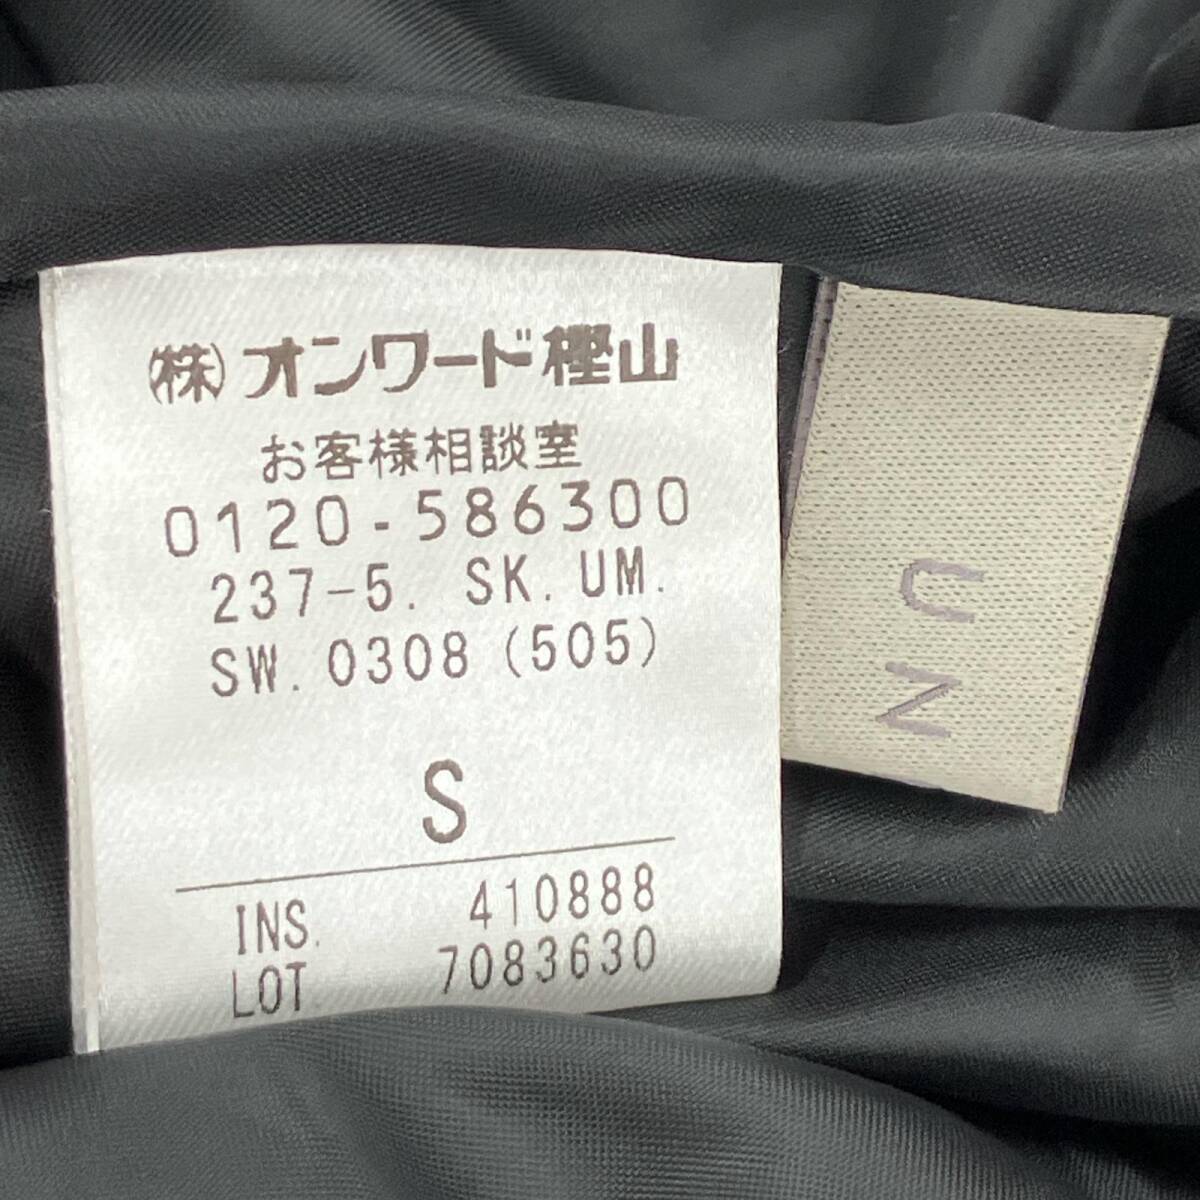 (株)オンワード樫山
お客様相談室
0120-586300
237-5. SK. UM.
SW. 0308 (505)
S
INS. 410888
LOT. 7083630
UN